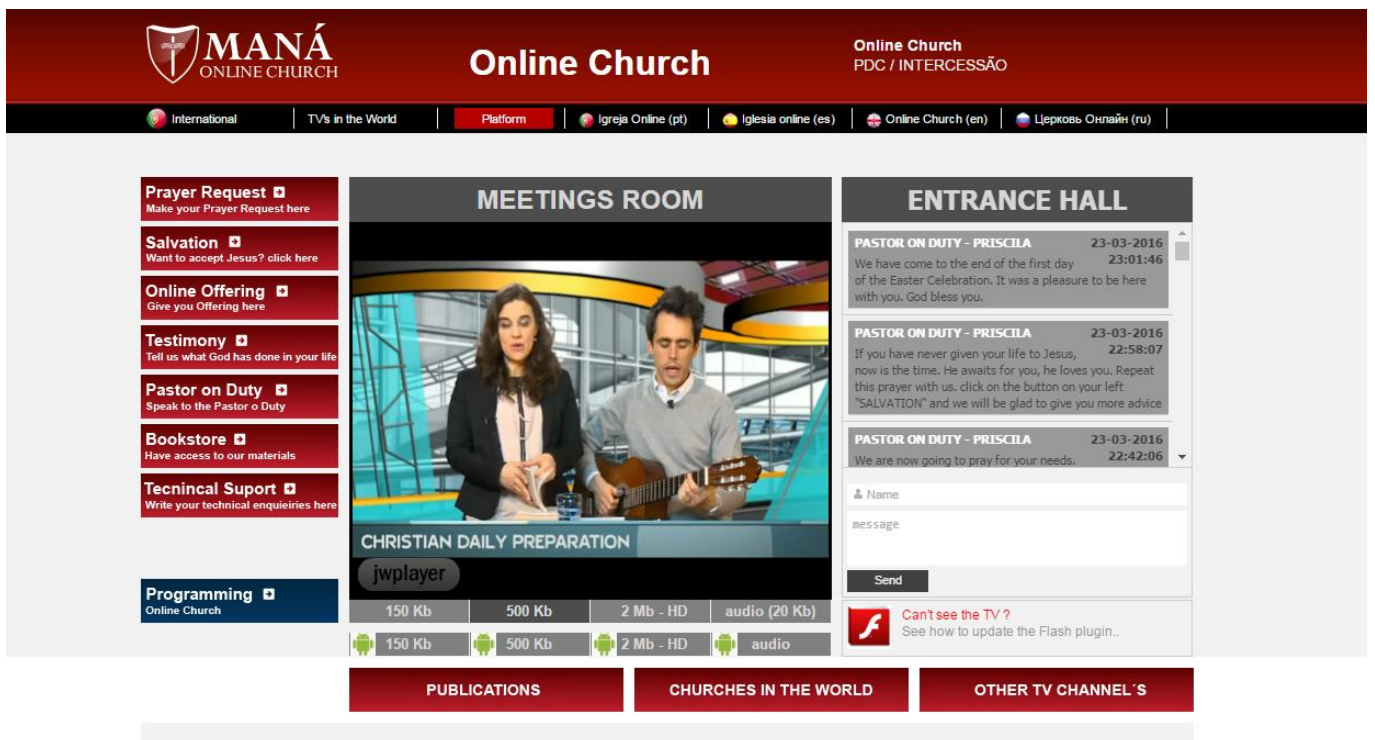 MANÁ
ONLINE CHURCH
Online Church
Online Church
PDC / INTERCESSÃO
International
TV's in the World
Platform
Igreja Online (pt)
Iglesia online (es)
Online Church (en)
Церковь Онлайн (ru)
Prayer Request
Make your Prayer Request here
Salvation
Want to accept Jesus? click here
Online Offering
Give you Offering here
Testimony
Tell us what God has done in your life
Pastor on Duty
Speak to the Pastor o Duty
Bookstore
Have access to our materials
Tecnincal Suport
Write your technical enquieiries here
Programming
Online Church
MEETINGS ROOM
CHRISTIAN DAILY PREPARATION
jwplayer
150 Kb
500 Kb
2 Mb - HD
audio (20 Kb)
150 Kb
500 Kb
2 Mb - HD
audio
ENTRANCE HALL
PASTOR ON DUTY - PRISCILA 23-03-2016
We have come to the end of the first day 23:01:46
of the Easter Celebration. It was a pleasure to be here
with you. God bless you.
PASTOR ON DUTY - PRISCILA 23-03-2016
If you have never given your life to Jesus, 22:58:07
now is the time. He awaits for you, he loves you. Repeat
this prayer with us. click on the button on your left
"SALVATION" and we will be glad to give you more advice
PASTOR ON DUTY - PRISCILA 23-03-2016
We are now going to pray for your needs. 22:42:06
Name
message
Send
Can't see the TV ?
See how to update the Flash plugin..
PUBLICATIONS
CHURCHES IN THE WORLD
OTHER TV CHANNEL´S